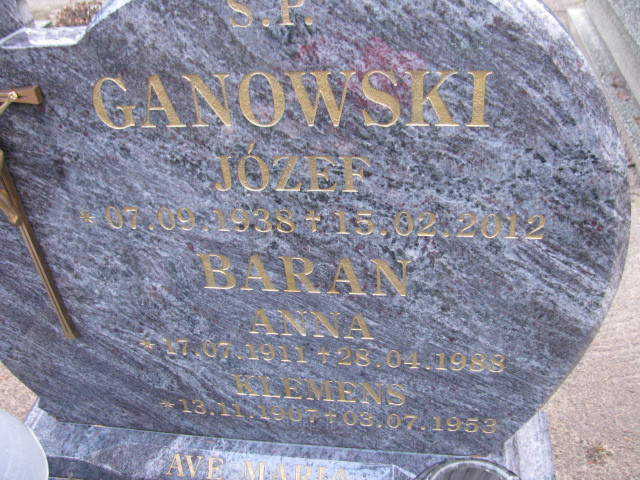 S.P.
GANOWSKI
JÓZEF
* 07.09.1938 † 15.02.2012
BARAN
ANNA
* 17.07.1911 † 28.04.1988
KLEMENS
* 13.11.1907 † 03.07.1953
AVE MARIA